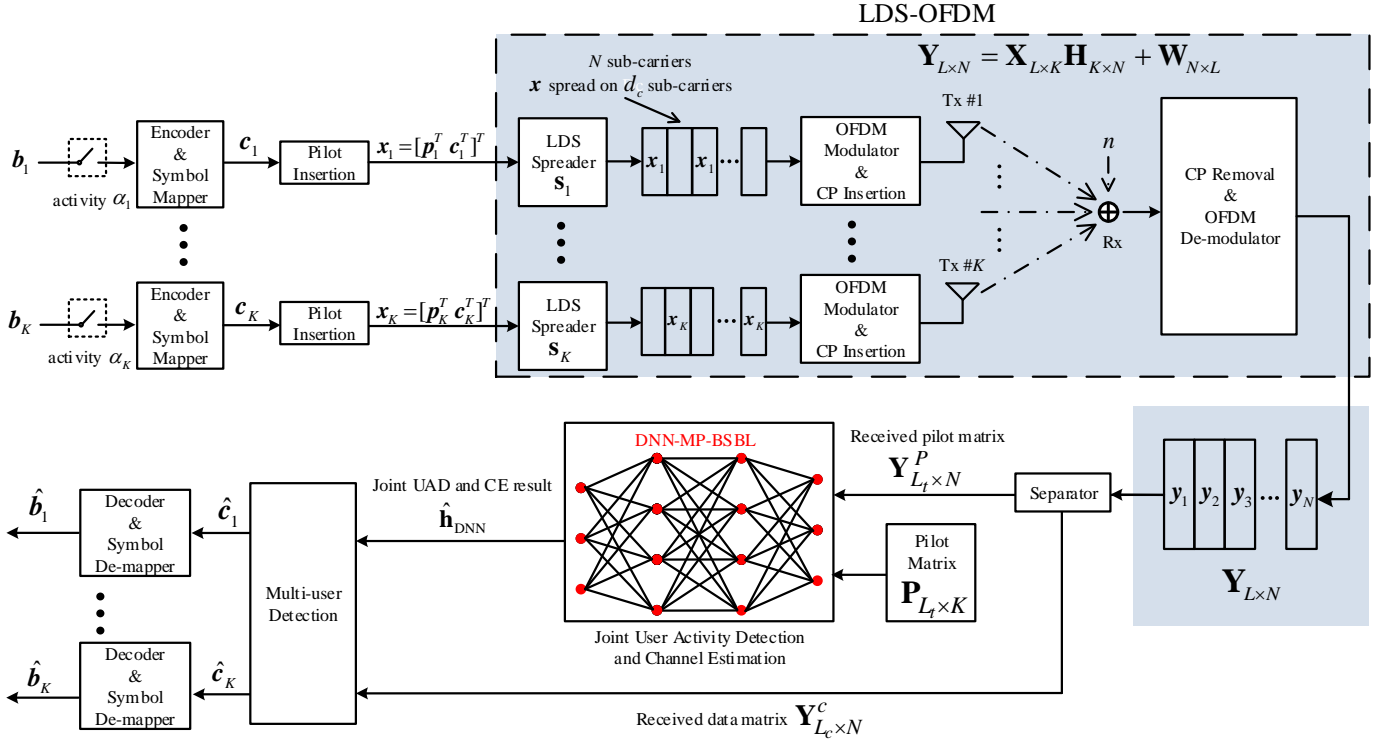 LDS-OFDM
Y_{L×N} = X_{L×K} H_{K×N} + W_{N×L}
N sub-carriers
x spread on d_c sub-carriers
b_1
activity α_1
Encoder
&
Symbol
Mapper
c_1
Pilot
Insertion
x_1 = [p_1^T c_1^T]^T
LDS
Spreader
s_1
x_1
x_1
...
OFDM
Modulator
&
CP Insertion
Tx #1
n
Rx
CP Removal
&
OFDM
De-modulator
b_K
activity α_K
Encoder
&
Symbol
Mapper
c_K
Pilot
Insertion
x_K = [p_K^T c_K^T]^T
LDS
Spreader
s_K
x_K
...
x_K
OFDM
Modulator
&
CP Insertion
Tx #K
y_1
y_2
y_3
...
y_N
Y_{L×N}
Separator
Received pilot matrix
Y^P_{L_t×N}
Pilot
Matrix
P_{L_t×K}
DNN-MP-BSBL
Joint User Activity Detection
and Channel Estimation
Joint UAD and CE result
ĥ_DNN
Received data matrix Y^c_{L_c×N}
Multi-user
Detection
ĉ_1
Decoder
&
Symbol
De-mapper
b̂_1
ĉ_K
Decoder
&
Symbol
De-mapper
b̂_K